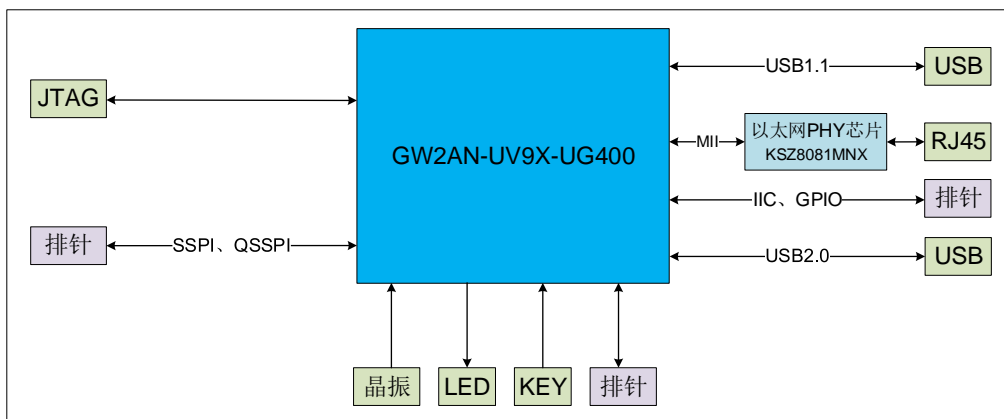 JTAG
排针
SSPI、QSSPI
GW2AN-UV9X-UG400
USB1.1
USB
MII
以太网PHY芯片
KSZ8081MNX
RJ45
IIC、GPIO
排针
USB2.0
USB
晶振
LED
KEY
排针